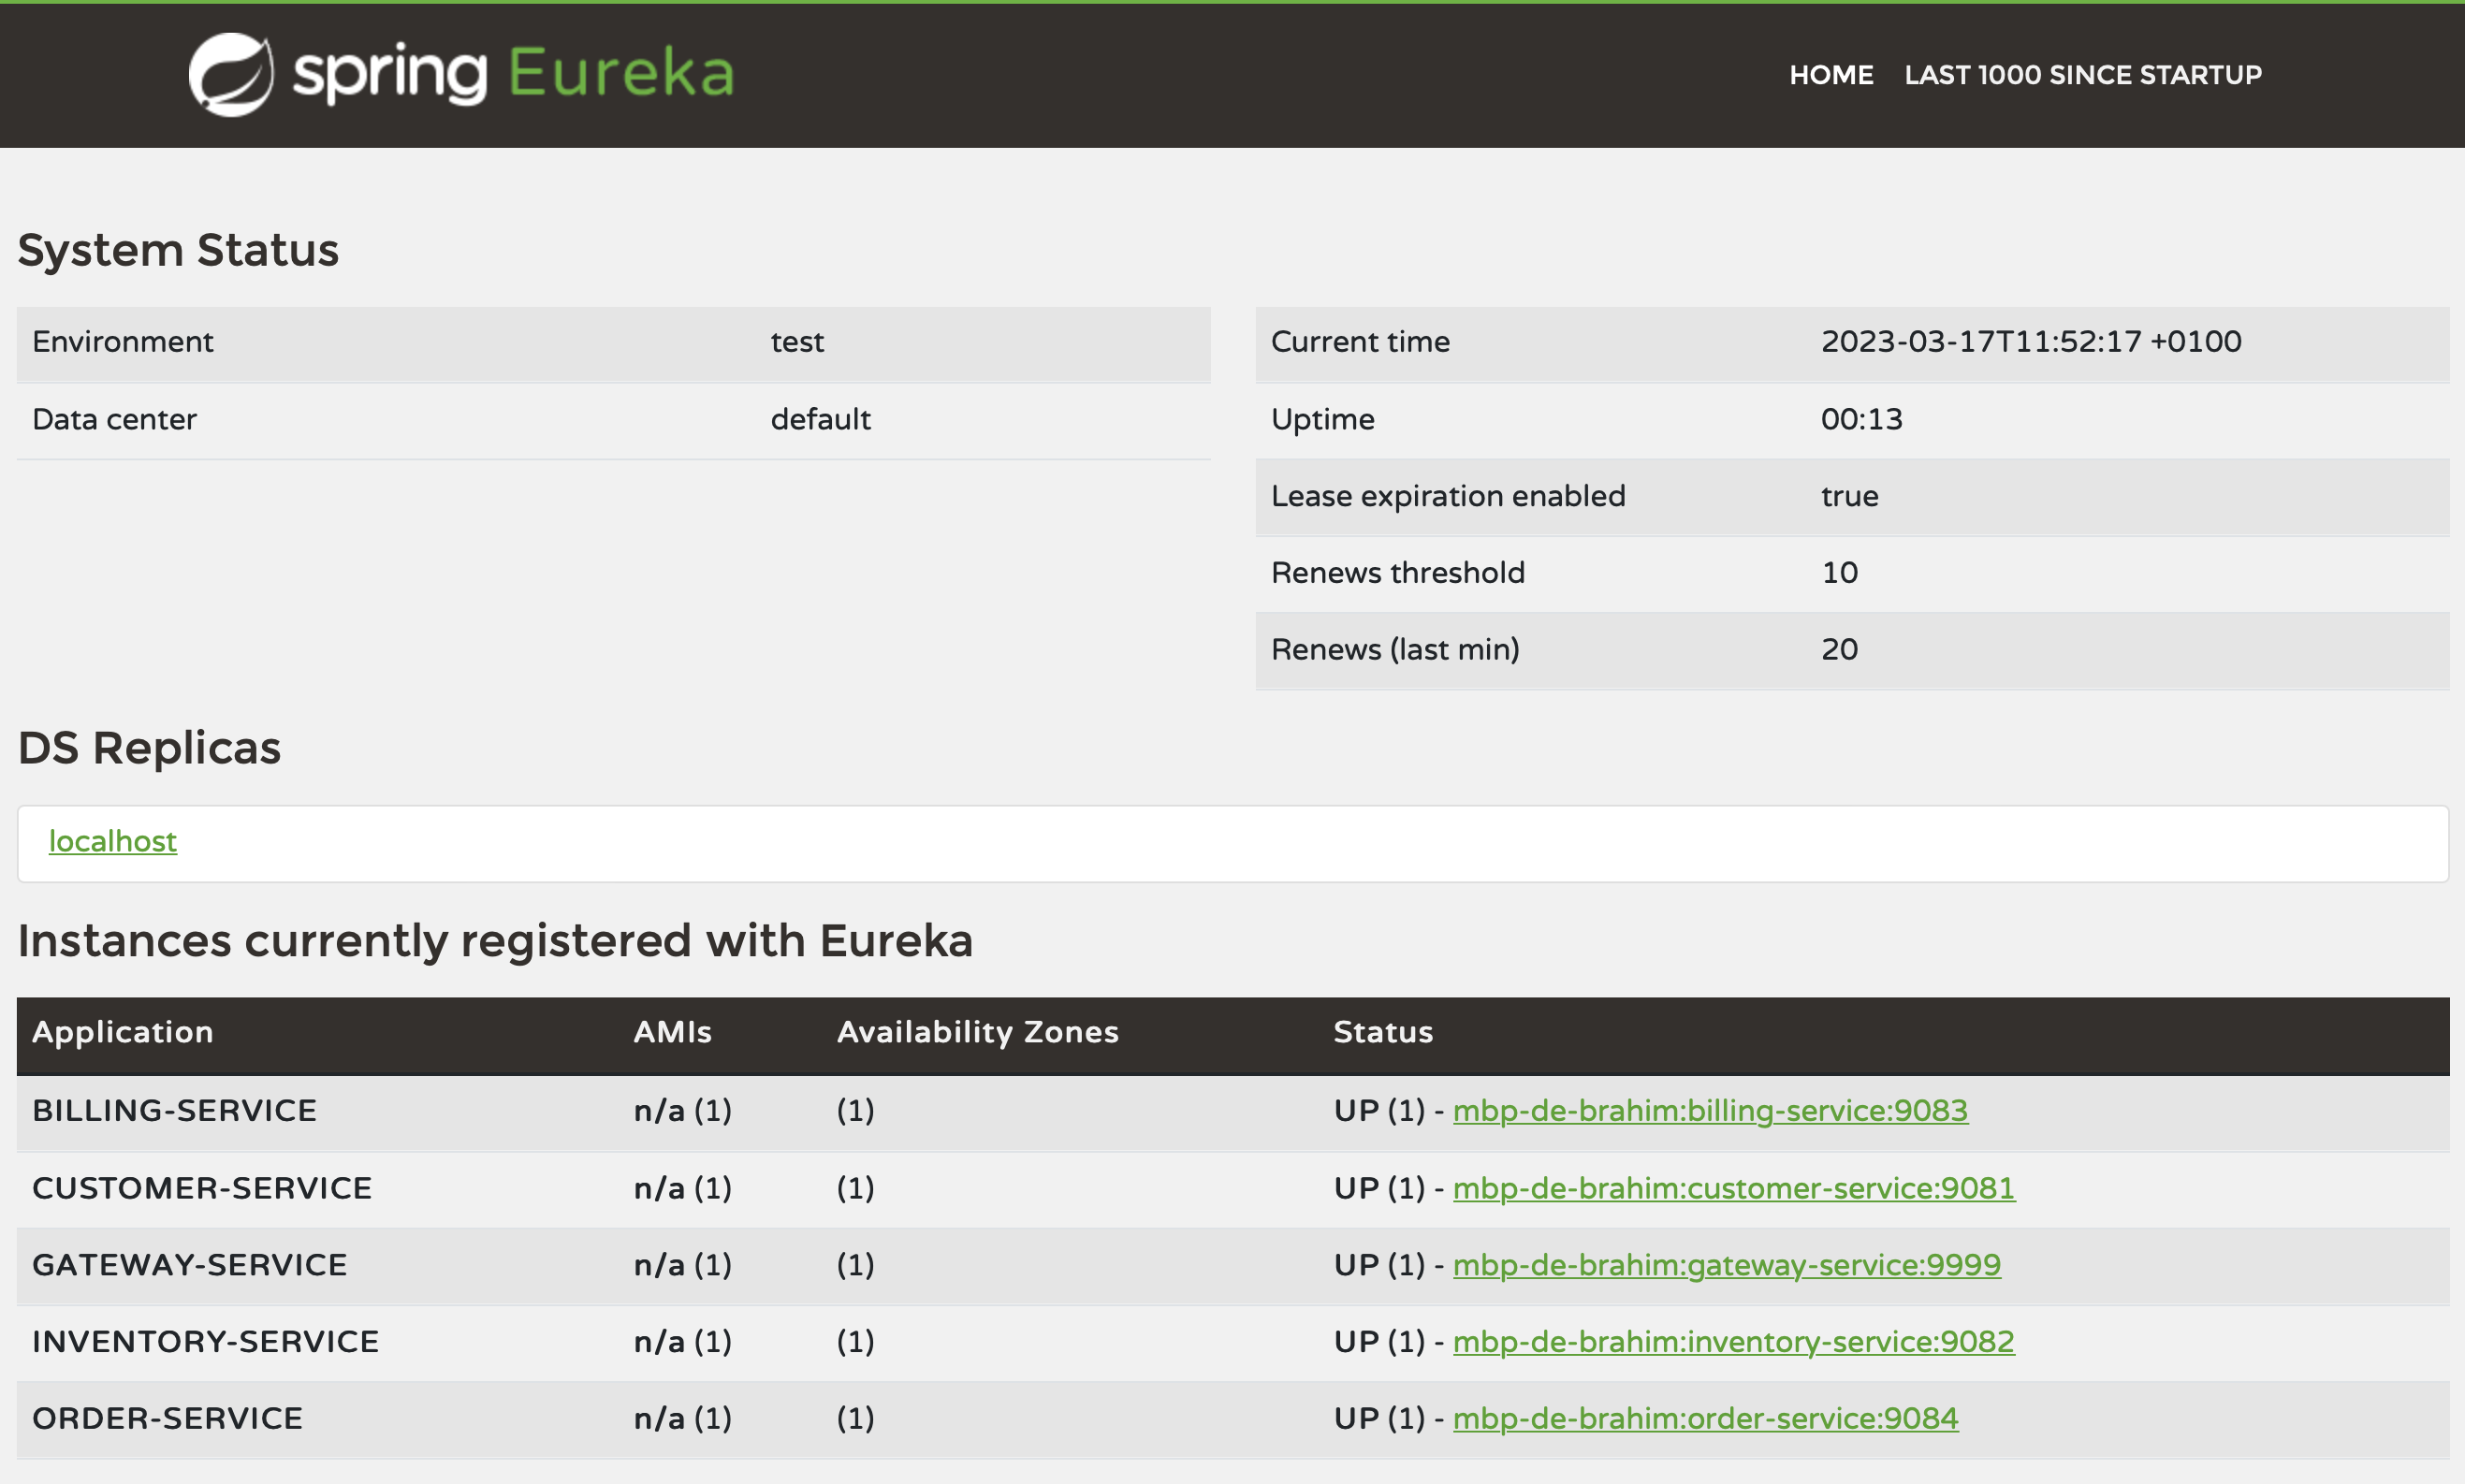 spring Eureka
HOME LAST 1000 SINCE STARTUP
System Status
Environment test
Data center default
Current time 2023-03-17T11:52:17 +0100
Uptime 00:13
Lease expiration enabled true
Renews threshold 10
Renews (last min) 20
DS Replicas
localhost
Instances currently registered with Eureka
Application AMIs Availability Zones Status
BILLING-SERVICE n/a (1) (1) UP (1) - mbp-de-brahim:billing-service:9083
CUSTOMER-SERVICE n/a (1) (1) UP (1) - mbp-de-brahim:customer-service:9081
GATEWAY-SERVICE n/a (1) (1) UP (1) - mbp-de-brahim:gateway-service:9999
INVENTORY-SERVICE n/a (1) (1) UP (1) - mbp-de-brahim:inventory-service:9082
ORDER-SERVICE n/a (1) (1) UP (1) - mbp-de-brahim:order-service:9084